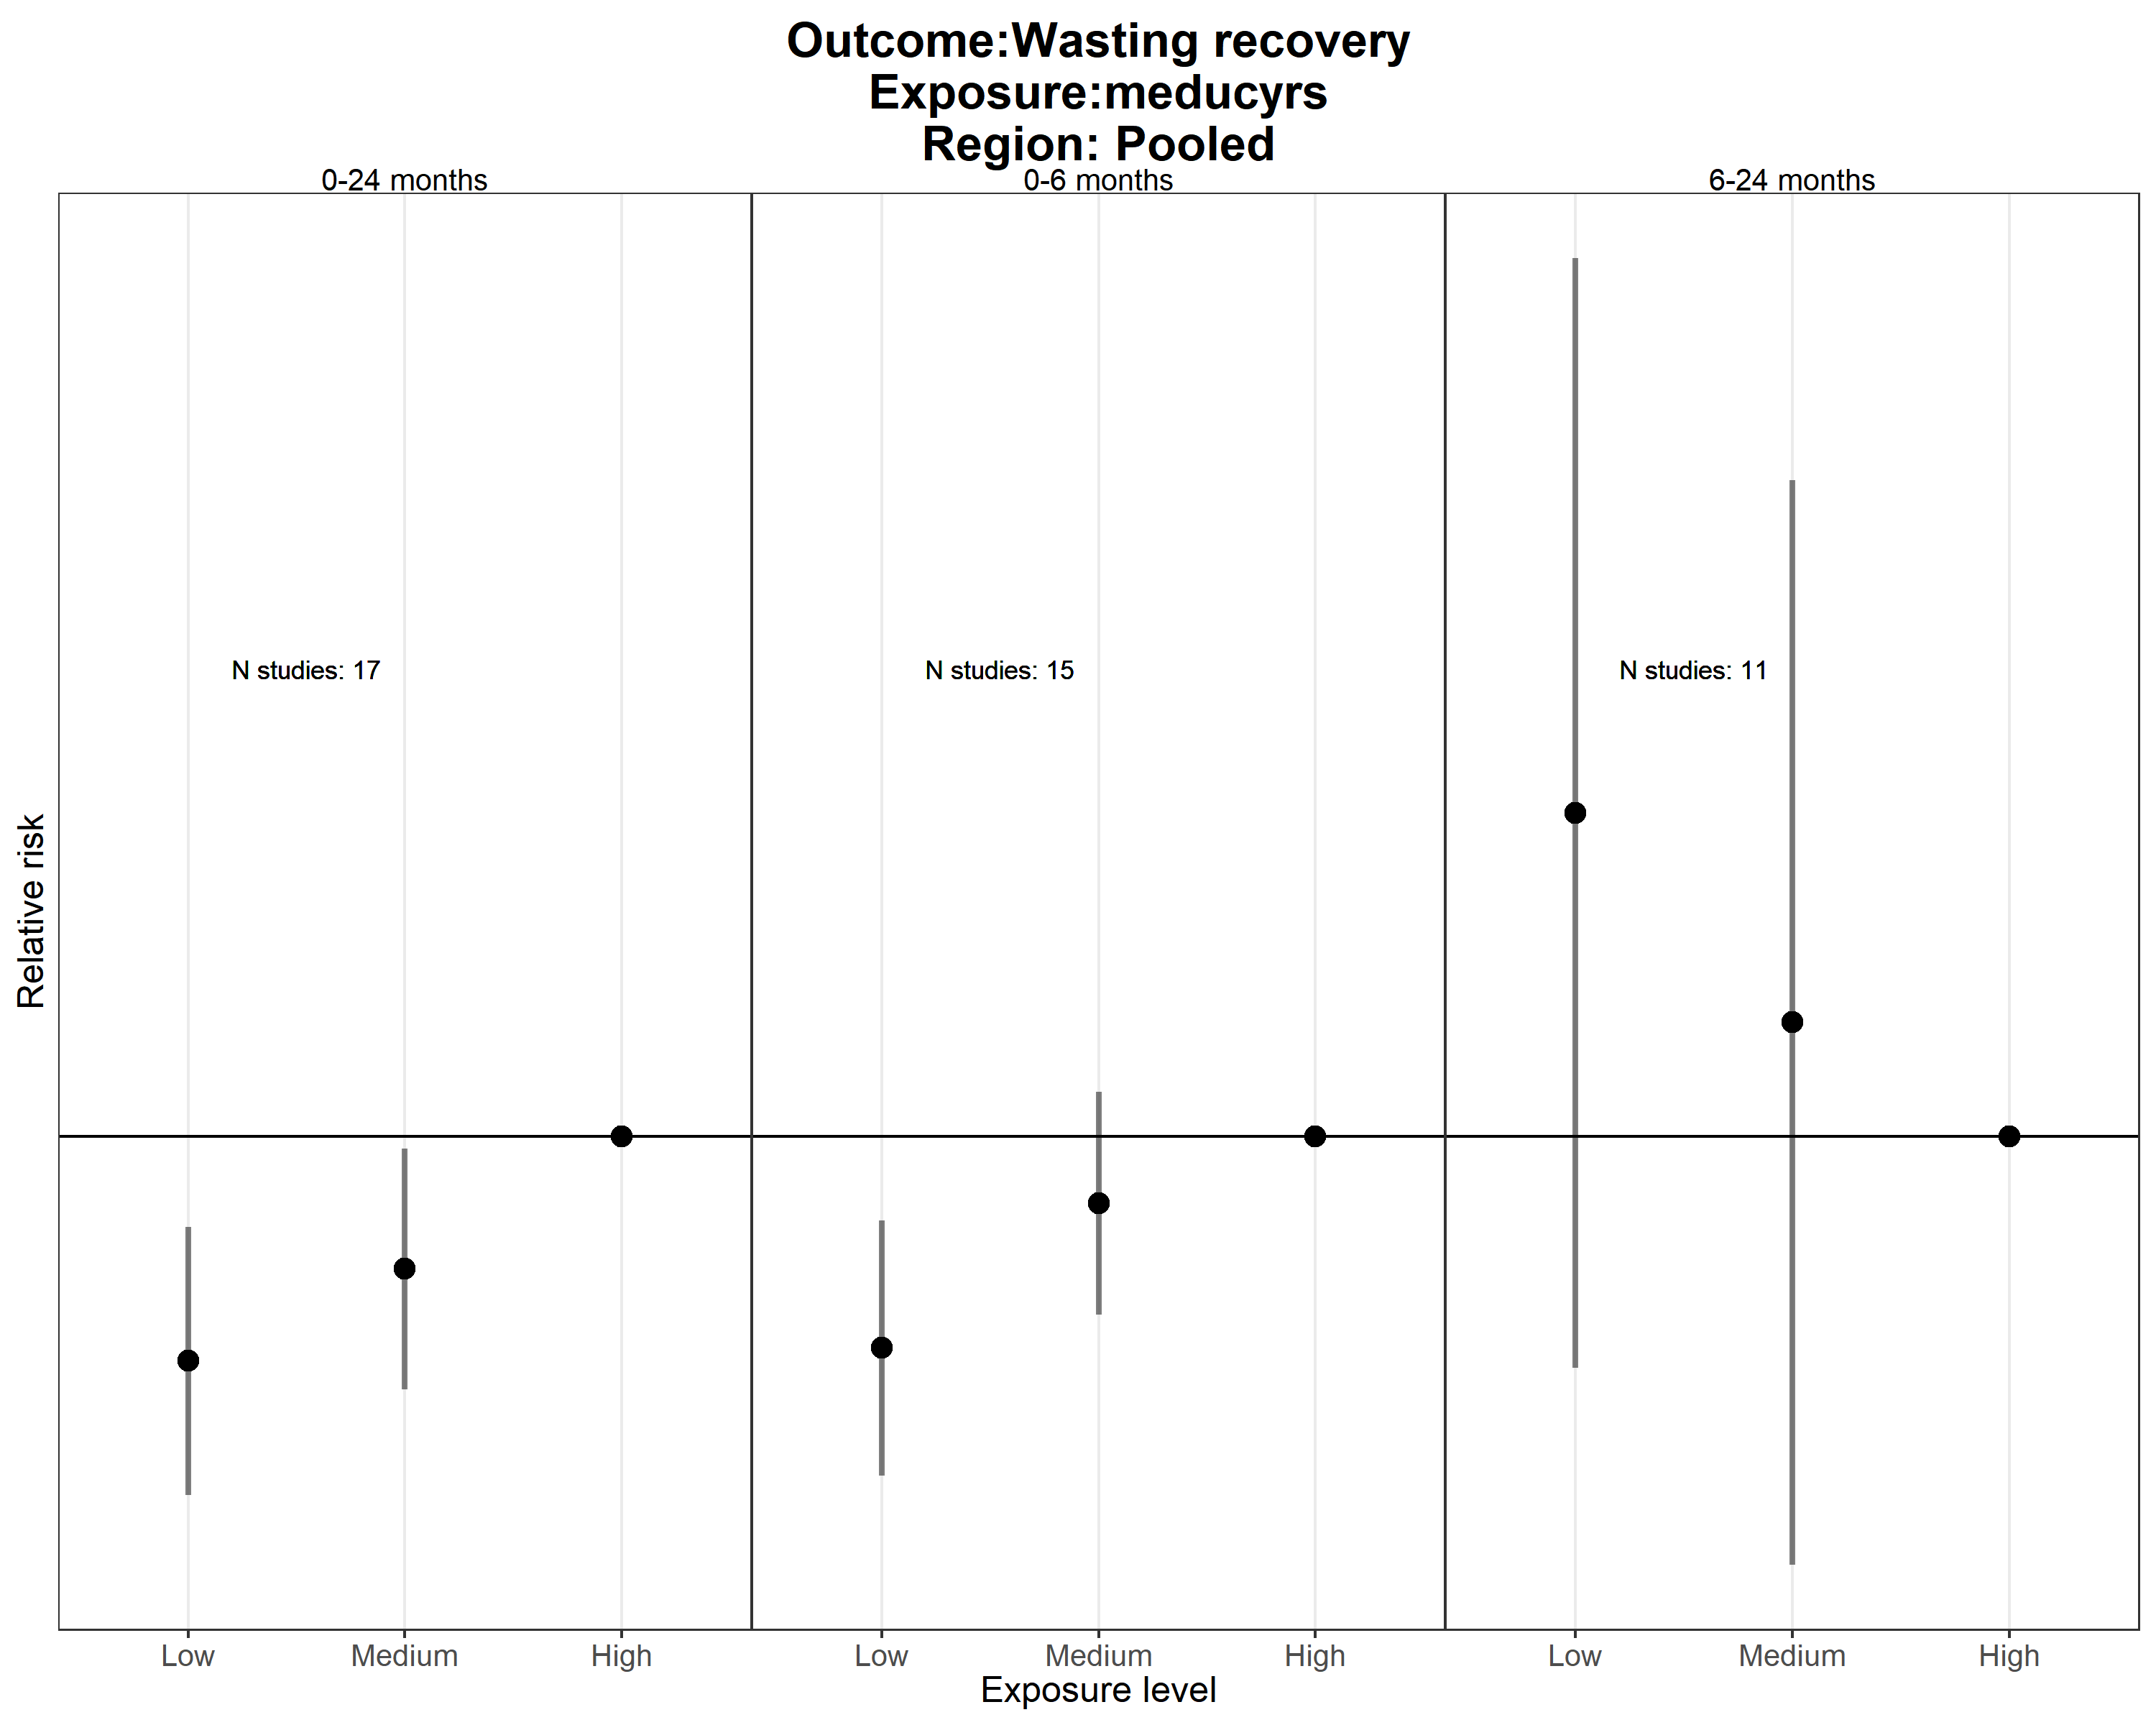 Outcome:Wasting recovery
Exposure:meducyrs
Region: Pooled
0-24 months
0-6 months
6-24 months
N studies: 17
N studies: 15
N studies: 11
Relative risk
Low
Medium
High
Low
Medium
High
Low
Medium
High
Exposure level